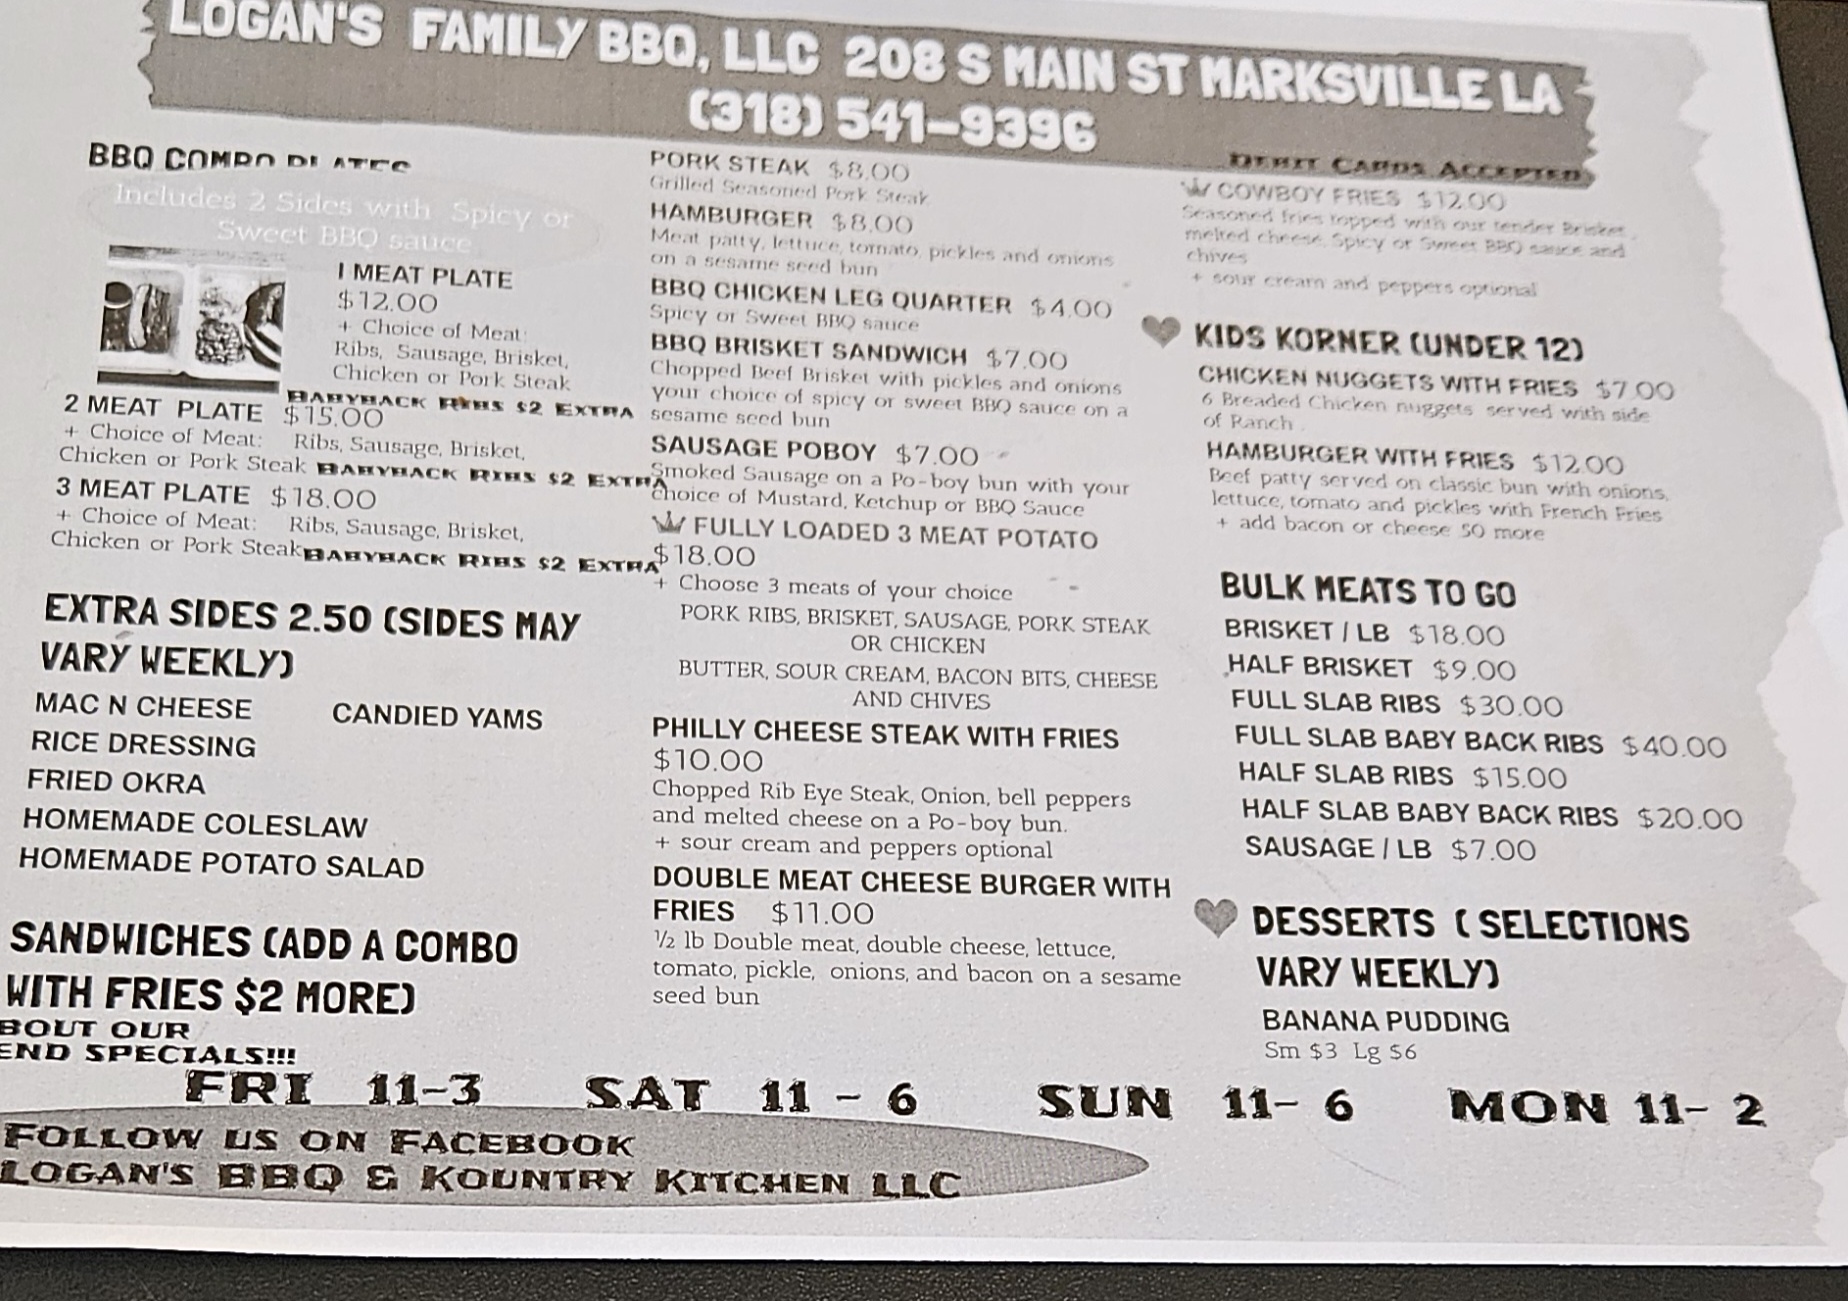 LOGAN'S FAMILY BBQ, LLC 208 S MAIN ST MARKSVILLE LA
(318) 541-9396
BBQ COMBO PLATES
Includes 2 Sides with Spicy or
Sweet BBQ sauce
1 MEAT PLATE
$12.00
+ Choice of Meat:
Ribs, Sausage, Brisket,
Chicken or Pork Steak
BABYBACK RIBS $2 EXTRA
2 MEAT PLATE $15.00
+ Choice of Meat: Ribs, Sausage, Brisket,
Chicken or Pork Steak BABYBACK RIBS $2 EXTRA
3 MEAT PLATE $18.00
+ Choice of Meat: Ribs, Sausage, Brisket,
Chicken or Pork Steak BABYBACK RIBS $2 EXTRA
EXTRA SIDES 2.50 (SIDES MAY
VARY WEEKLY)
MAC N CHEESE CANDIED YAMS
RICE DRESSING
FRIED OKRA
HOMEMADE COLESLAW
HOMEMADE POTATO SALAD
SANDWICHES (ADD A COMBO
WITH FRIES $2 MORE)
BOUT OUR
END SPECIALS!!!
PORK STEAK $8.00
Grilled Seasoned Pork Steak
HAMBURGER $8.00
Meat patty, lettuce, tomato, pickles and onions
on a sesame seed bun
BBQ CHICKEN LEG QUARTER $4.00
Spicy or Sweet BBQ sauce
BBQ BRISKET SANDWICH $7.00
Chopped Beef Brisket with pickles and onions
your choice of spicy or sweet BBQ sauce on a
sesame seed bun
SAUSAGE POBOY $7.00
Smoked Sausage on a Po-boy bun with your
choice of Mustard, Ketchup or BBQ Sauce
FULLY LOADED 3 MEAT POTATO
$18.00
+ Choose 3 meats of your choice
PORK RIBS, BRISKET, SAUSAGE, PORK STEAK
OR CHICKEN
BUTTER, SOUR CREAM, BACON BITS, CHEESE
AND CHIVES
PHILLY CHEESE STEAK WITH FRIES
$10.00
Chopped Rib Eye Steak, Onion, bell peppers
and melted cheese on a Po-boy bun.
+ sour cream and peppers optional
DOUBLE MEAT CHEESE BURGER WITH
FRIES $11.00
½ lb Double meat, double cheese, lettuce,
tomato, pickle, onions, and bacon on a sesame
seed bun
DEBIT CARDS ACCEPTED
COWBOY FRIES $12.00
Seasoned fries topped with our tender Brisket,
melted cheese, Spicy or Sweet BBQ sauce and
chives
+ sour cream and peppers optional
KIDS KORNER (UNDER 12)
CHICKEN NUGGETS WITH FRIES $7.00
6 Breaded Chicken nuggets served with side
of Ranch
HAMBURGER WITH FRIES $12.00
Beef patty served on classic bun with onions,
lettuce, tomato and pickles with French Fries
+ add bacon or cheese 50 more
BULK MEATS TO GO
BRISKET / LB $18.00
HALF BRISKET $9.00
FULL SLAB RIBS $30.00
FULL SLAB BABY BACK RIBS $40.00
HALF SLAB RIBS $15.00
HALF SLAB BABY BACK RIBS $20.00
SAUSAGE / LB $7.00
DESSERTS ( SELECTIONS
VARY WEEKLY)
BANANA PUDDING
Sm $3 Lg $6
FRI 11-3 SAT 11 - 6 SUN 11- 6 MON 11- 2
FOLLOW US ON FACEBOOK
LOGAN'S BBQ & KOUNTRY KITCHEN LLC